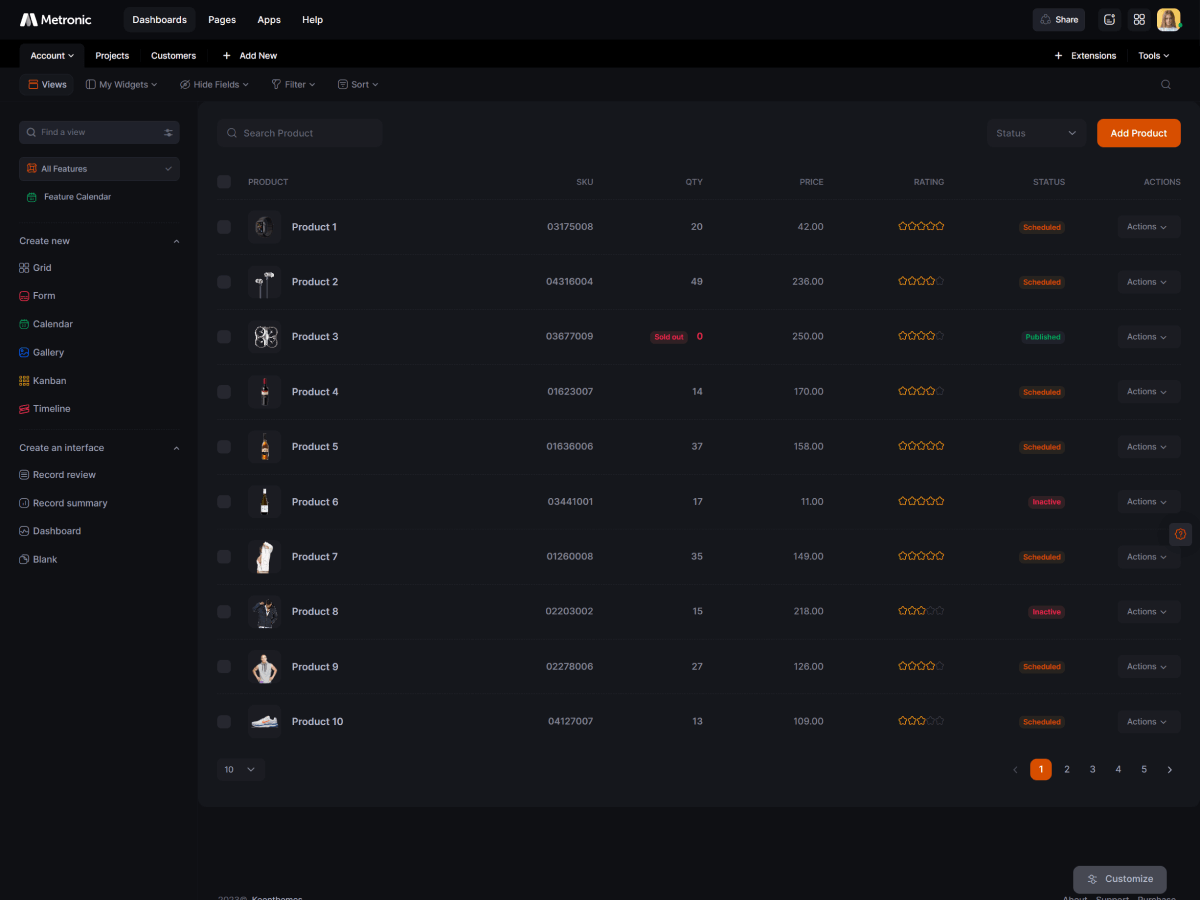 Metronic Dashboards Pages Apps Help Share
Account Projects Customers + Add New + Extensions Tools
Views My Widgets Hide Fields Filter Sort
Find a view
Search Product Status Add Product
All Features
Feature Calendar
PRODUCT SKU QTY PRICE RATING STATUS ACTIONS
Product 1 03175008 20 42.00 Scheduled Actions
Create new
Grid
Product 2 04316004 49 236.00 Scheduled Actions
Form
Calendar
Product 3 03677009 Sold out 0 250.00 Published Actions
Gallery
Kanban
Product 4 01623007 14 170.00 Scheduled Actions
Timeline
Create an interface
Product 5 01636006 37 158.00 Scheduled Actions
Record review
Record summary
Product 6 03441001 17 11.00 Inactive Actions
Dashboard
Blank
Product 7 01260008 35 149.00 Scheduled Actions
Product 8 02203002 15 218.00 Inactive Actions
Product 9 02278006 27 126.00 Scheduled Actions
Product 10 04127007 13 109.00 Scheduled Actions
10 1 2 3 4 5
Customize
2023© Keenthemes About Support Purchase